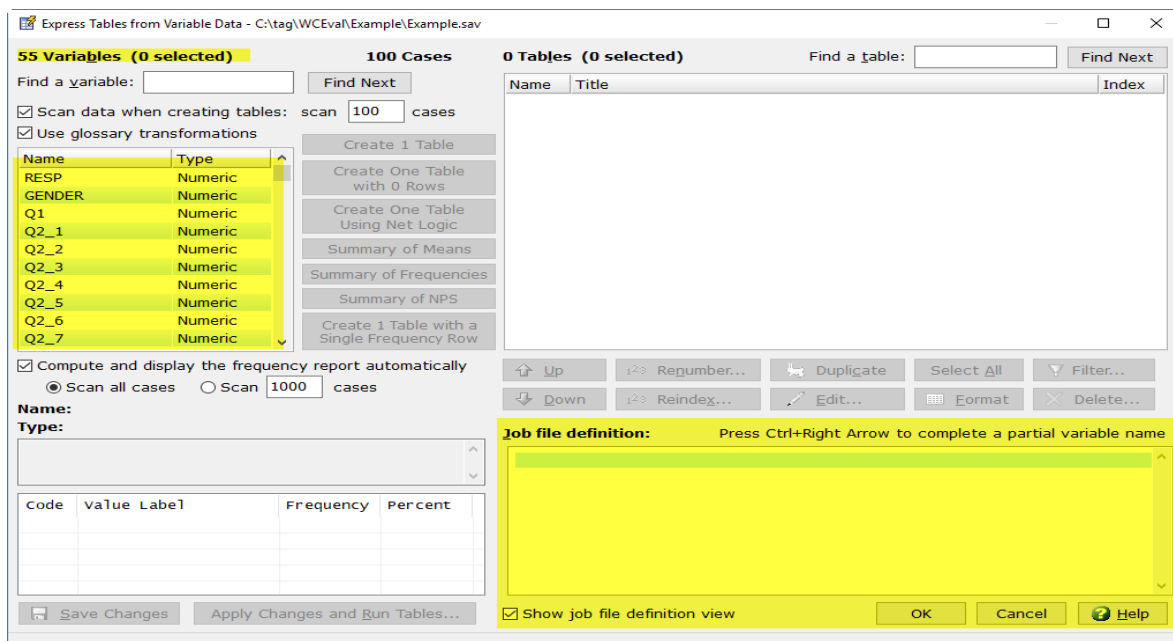 Express Tables from Variable Data - C:\tag\WCEval\Example\Example.sav
55 Variables (0 selected) 100 Cases
Find a variable: Find Next
Scan data when creating tables: scan 100 cases
Use glossary transformations
Name Type
RESP Numeric
GENDER Numeric
Q1 Numeric
Q2_1 Numeric
Q2_2 Numeric
Q2_3 Numeric
Q2_4 Numeric
Q2_5 Numeric
Q2_6 Numeric
Q2_7 Numeric
Create 1 Table
Create One Table
with 0 Rows
Create One Table
Using Net Logic
Summary of Means
Summary of Frequencies
Summary of NPS
Create 1 Table with a
Single Frequency Row
Compute and display the frequency report automatically
Scan all cases Scan 1000 cases
Name:
Type:
Code Value Label Frequency Percent
Save Changes Apply Changes and Run Tables...
0 Tables (0 selected) Find a table: Find Next
Name Title Index
Up Renumber... Duplicate Select All Filter...
Down Reindex... Edit... Format Delete...
Job file definition: Press Ctrl+Right Arrow to complete a partial variable name
Show job file definition view OK Cancel Help